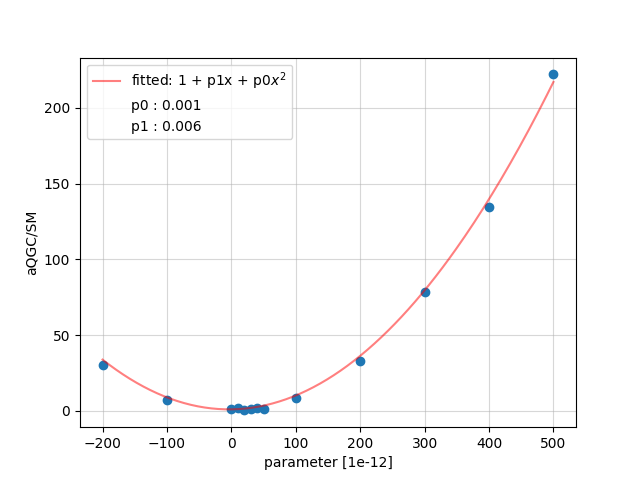 fitted: 1 + p1x + p0x²
p0 : 0.001
p1 : 0.006
aQGC/SM
200
150
100
50
0
−200 −100 0 100 200 300 400 500
parameter [1e-12]